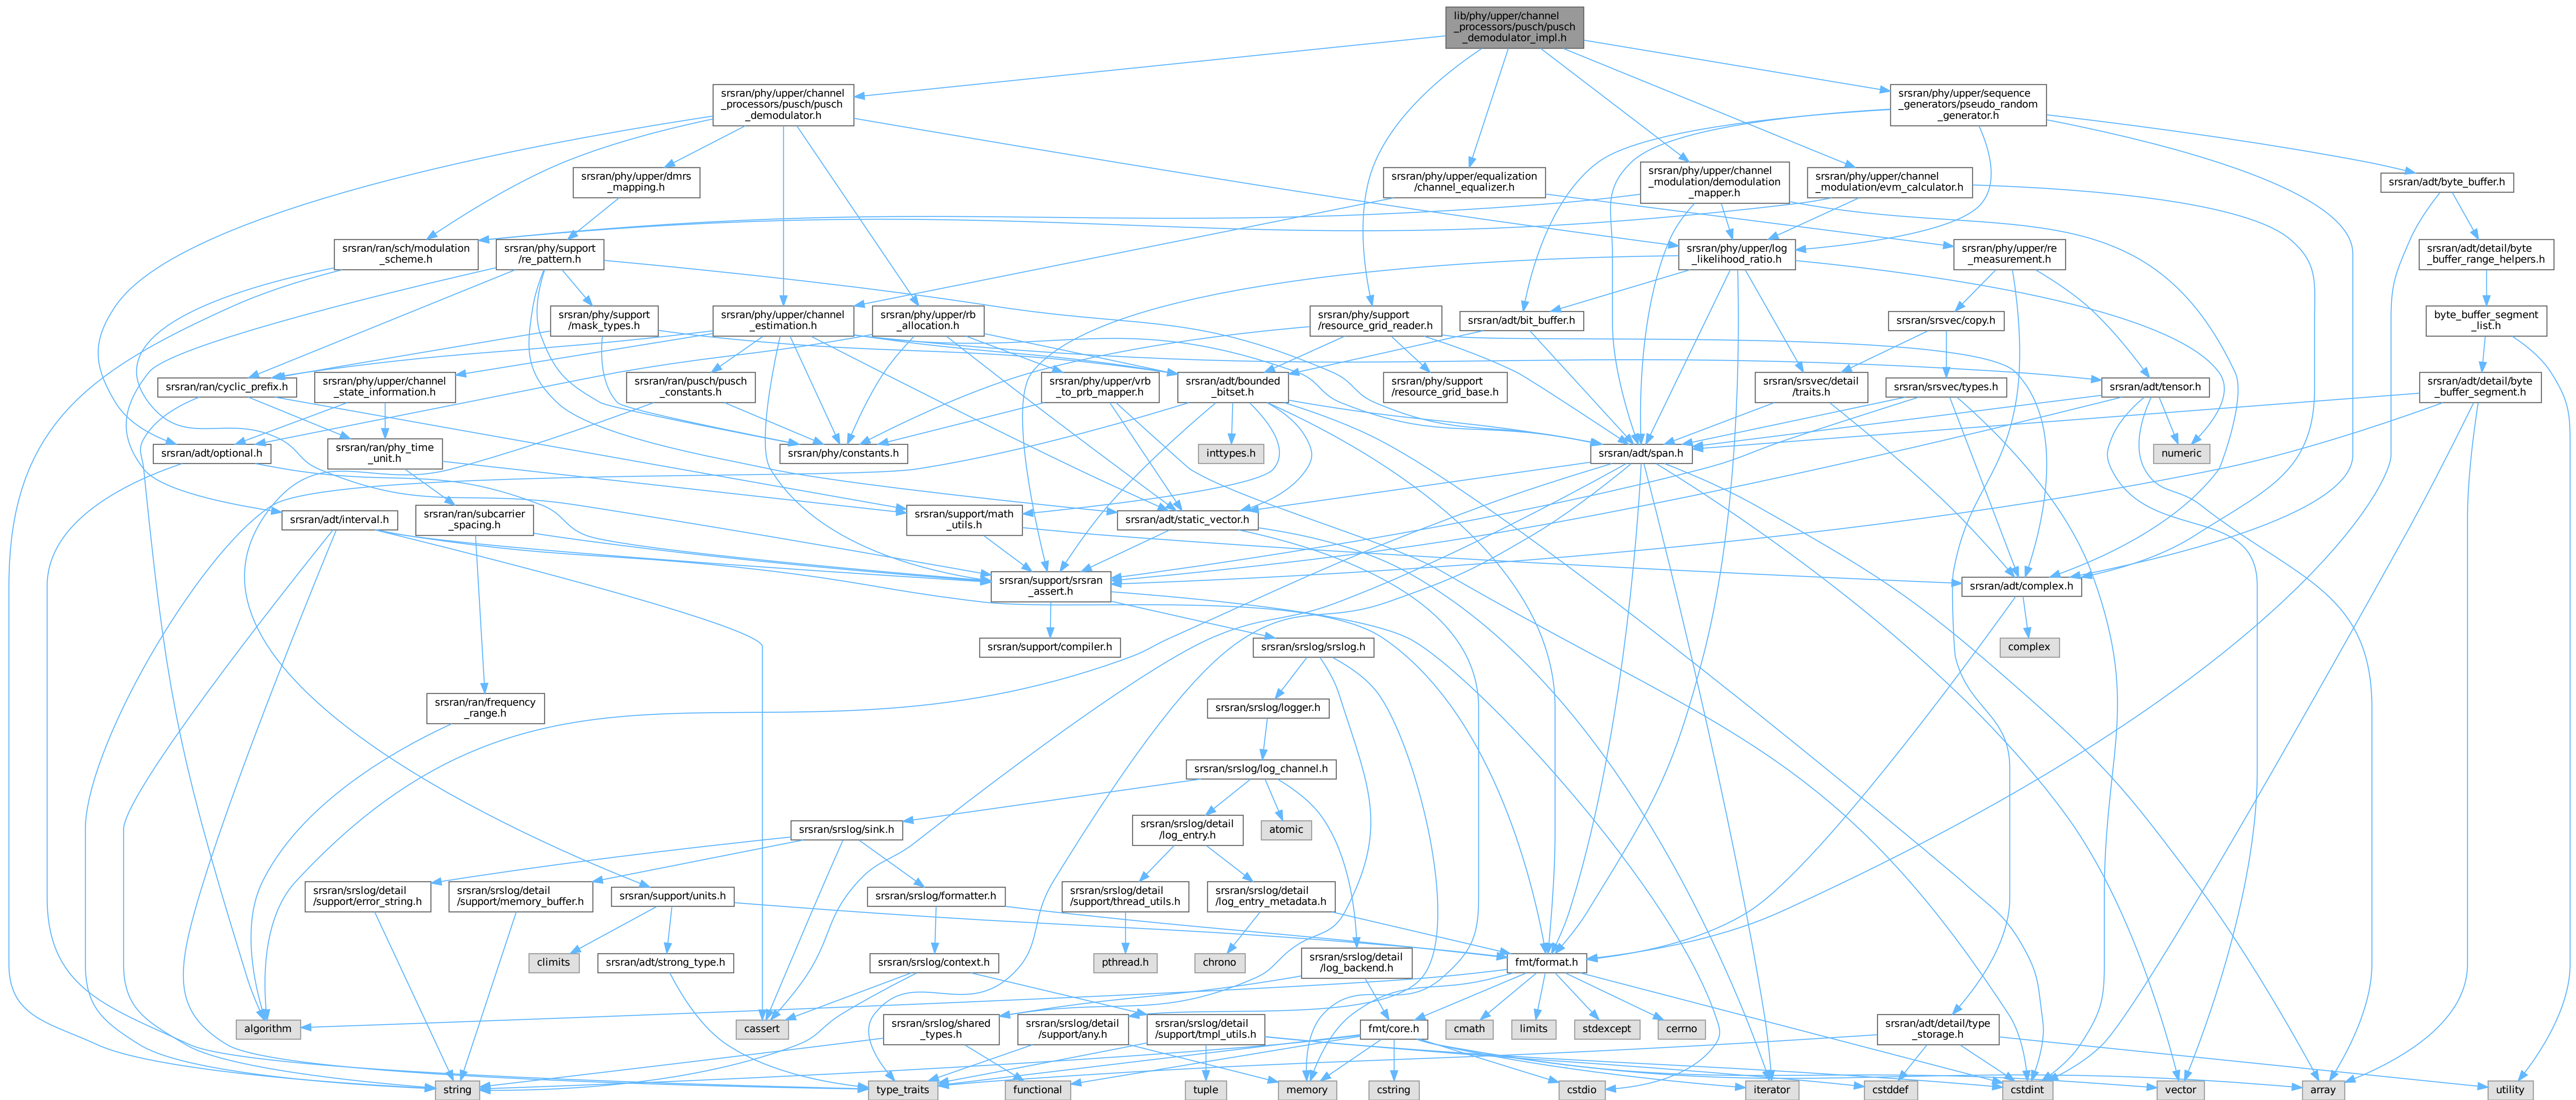 lib/phy/upper/channel
_processors/pusch/pusch
_demodulator_impl.h
srsran/phy/upper/channel
_processors/pusch/pusch
_demodulator.h
srsran/phy/upper/sequence
_generators/pseudo_random
_generator.h
srsran/phy/upper/dmrs
_mapping.h
srsran/phy/upper/equalization
/channel_equalizer.h
srsran/phy/upper/channel
_modulation/demodulation
_mapper.h
srsran/phy/upper/channel
_modulation/evm_calculator.h
srsran/adt/byte_buffer.h
srsran/ran/sch/modulation
_scheme.h
srsran/phy/support
/re_pattern.h
srsran/phy/upper/log
_likelihood_ratio.h
srsran/phy/upper/re
_measurement.h
srsran/adt/detail/byte
_buffer_range_helpers.h
srsran/phy/support
/mask_types.h
srsran/phy/upper/channel
_estimation.h
srsran/phy/upper/rb
_allocation.h
srsran/phy/support
/resource_grid_reader.h
srsran/adt/bit_buffer.h
srsran/srsvec/copy.h
byte_buffer_segment
_list.h
srsran/ran/cyclic_prefix.h
srsran/phy/upper/channel
_state_information.h
srsran/ran/pusch/pusch
_constants.h
srsran/phy/upper/vrb
_to_prb_mapper.h
srsran/adt/bounded
_bitset.h
srsran/phy/support
/resource_grid_base.h
srsran/srsvec/detail
/traits.h
srsran/srsvec/types.h
srsran/adt/tensor.h
srsran/adt/detail/byte
_buffer_segment.h
srsran/adt/optional.h
srsran/ran/phy_time
_unit.h
srsran/phy/constants.h
inttypes.h
srsran/adt/span.h
numeric
srsran/adt/interval.h
srsran/ran/subcarrier
_spacing.h
srsran/support/math
_utils.h
srsran/adt/static_vector.h
srsran/support/srsran
_assert.h
srsran/adt/complex.h
srsran/support/compiler.h
srsran/srslog/srslog.h
complex
srsran/ran/frequency
_range.h
srsran/srslog/logger.h
srsran/srslog/log_channel.h
srsran/srslog/sink.h
srsran/srslog/detail
/log_entry.h
atomic
srsran/srslog/detail
/support/error_string.h
srsran/srslog/detail
/support/memory_buffer.h
srsran/support/units.h
srsran/srslog/formatter.h
srsran/srslog/detail
/support/thread_utils.h
srsran/srslog/detail
/log_entry_metadata.h
climits
srsran/adt/strong_type.h
srsran/srslog/context.h
pthread.h
chrono
srsran/srslog/detail
/log_backend.h
fmt/format.h
algorithm
cassert
srsran/srslog/shared
_types.h
srsran/srslog/detail
/support/any.h
srsran/srslog/detail
/support/tmpl_utils.h
fmt/core.h
cmath
limits
stdexcept
cerrno
srsran/adt/detail/type
_storage.h
string
type_traits
functional
tuple
memory
cstring
cstdio
iterator
cstddef
cstdint
vector
array
utility